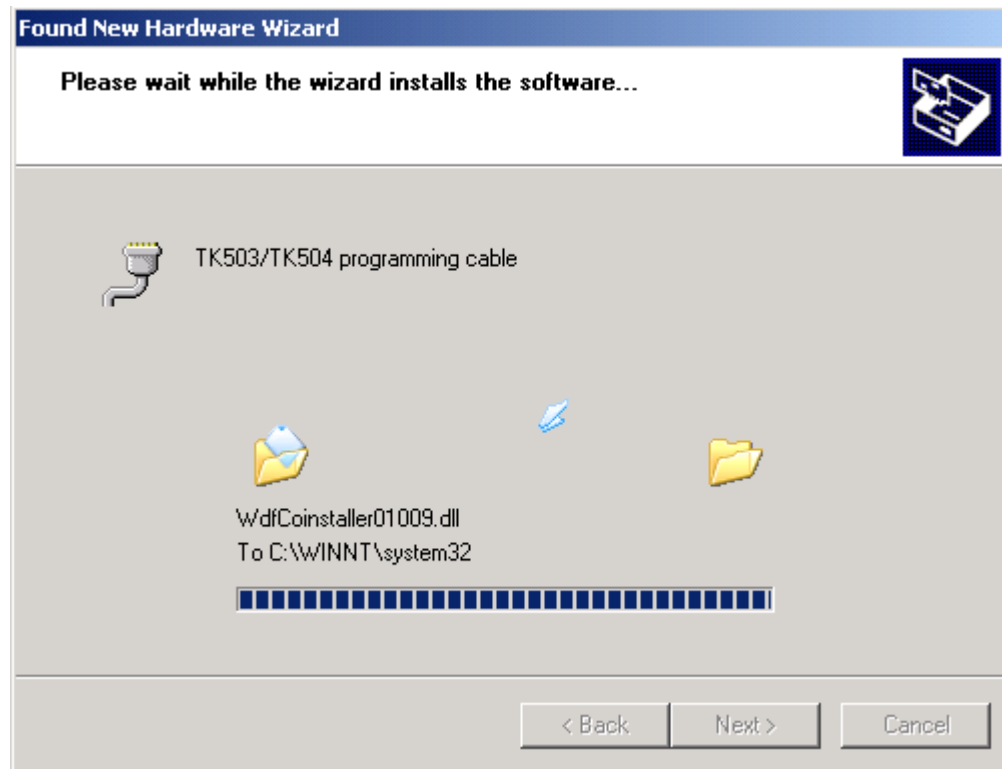 Found New Hardware Wizard
Please wait while the wizard installs the software...
TK503/TK504 programming cable
WdfCoinstaller01009.dll
To C:\WINNT\system32
< Back
Next >
Cancel